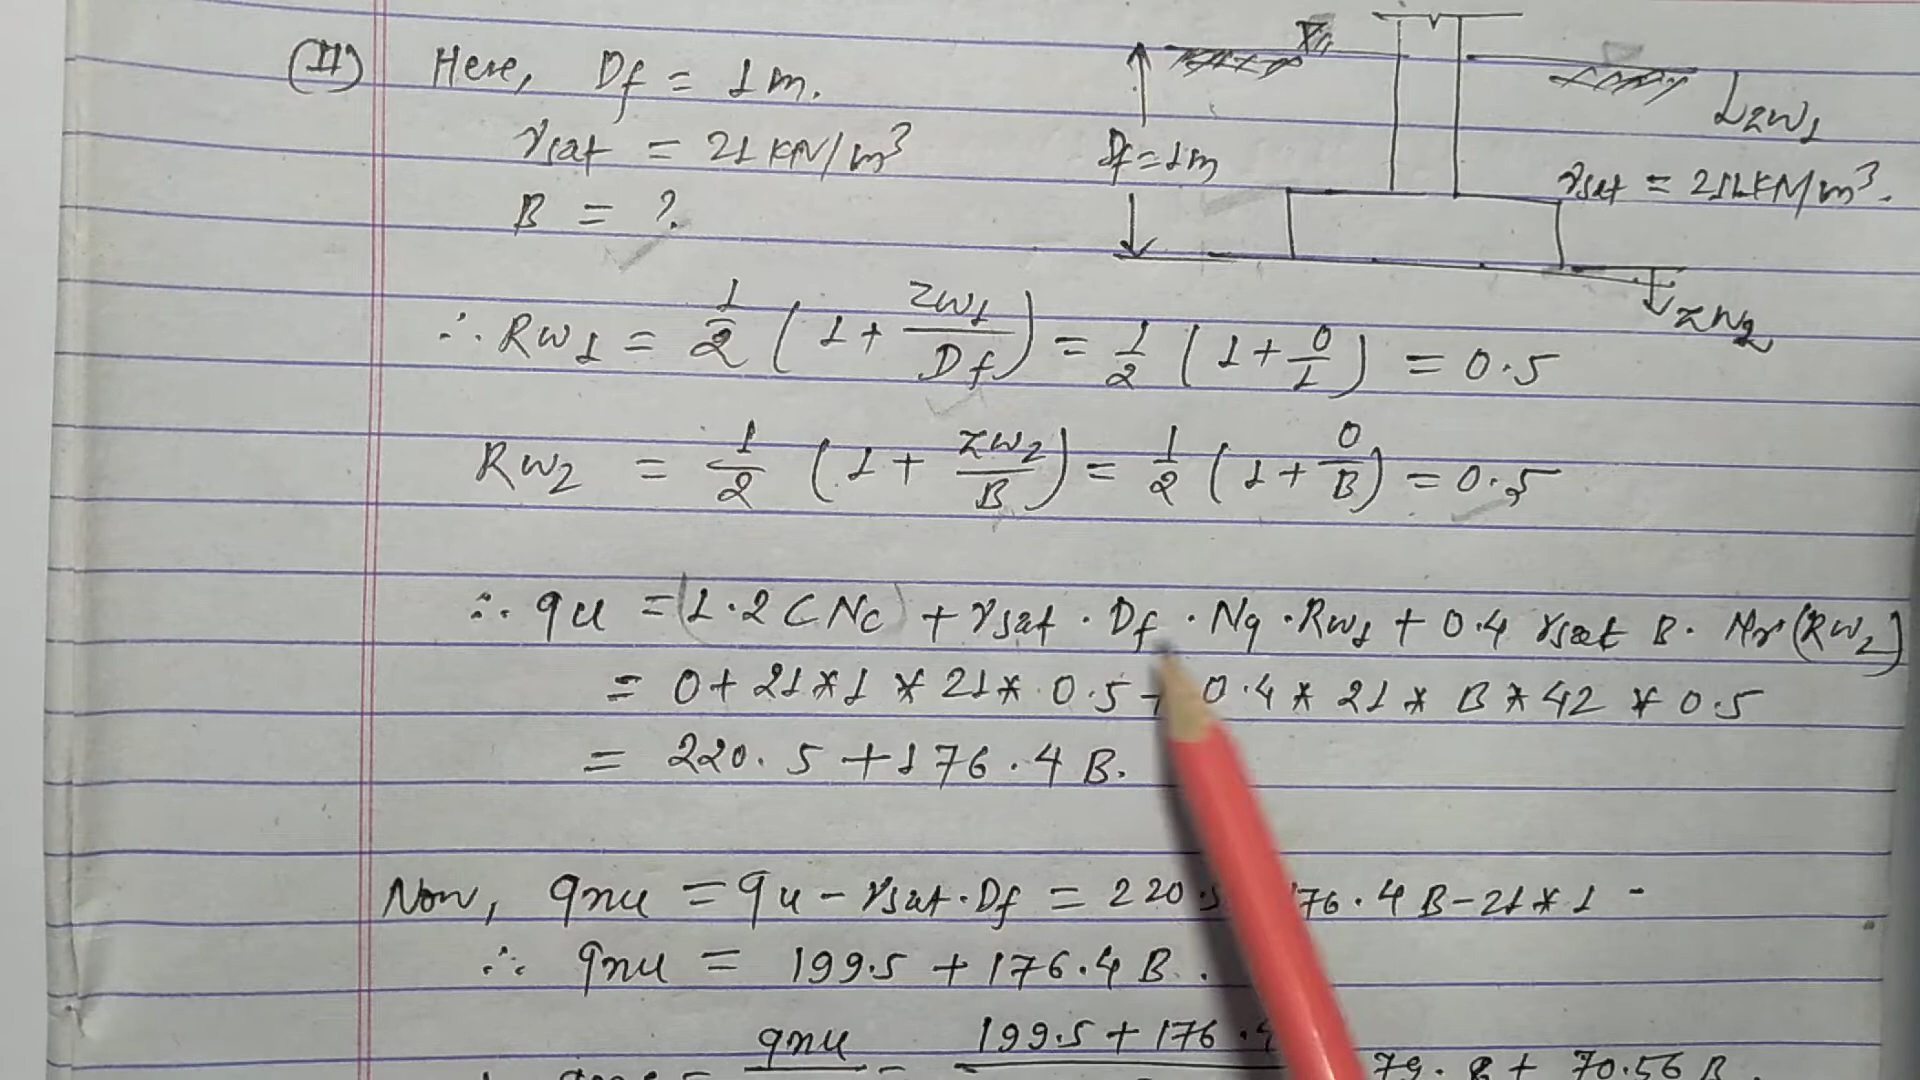 (II) Here, Df = 1m.
γsat = 21 kN/m³
B = ?
Df = 1m
Zw1
γsat = 21 kN/m³.
Zw2
∴ Rw1 = 1/2 (1 + Zw1/Df) = 1/2 (1 + 0/1) = 0.5
Rw2 = 1/2 (1 + Zw2/B) = 1/2 (1 + 0/B) = 0.5
∴ qu = (1.2 CNc) + γsat · Df · Nq · Rw1 + 0.4 γsat B. Nγ (Rw2)
= 0 + 21*1 * 21* 0.5 + 0.4 * 21 * B * 42 * 0.5
= 220.5 + 176.4 B.
Now, qnu = qu - γsat · Df = 220.5 76.4 B - 21*1
∴ qnu = 199.5 + 176.4 B.
qnu 199.5 + 176.4
= = 79.8 + 70.56 B.